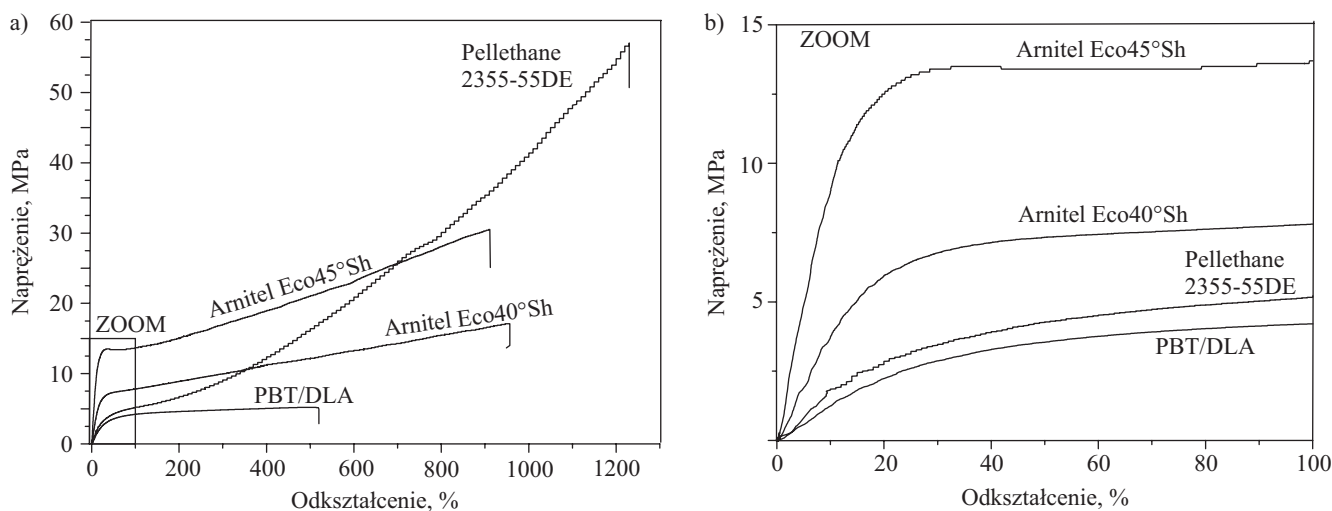 a)
60
50
40
30
20
10
0
Naprężenie, MPa
Pellethane
2355-55DE
Arnitel Eco45°Sh
Arnitel Eco40°Sh
ZOOM
PBT/DLA
0 200 400 600 800 1000 1200
Odkształcenie, %
b)
15
10
5
Naprężenie, MPa
ZOOM
Arnitel Eco45°Sh
Arnitel Eco40°Sh
Pellethane
2355-55DE
PBT/DLA
0 20 40 60 80 100
Odkształcenie, %